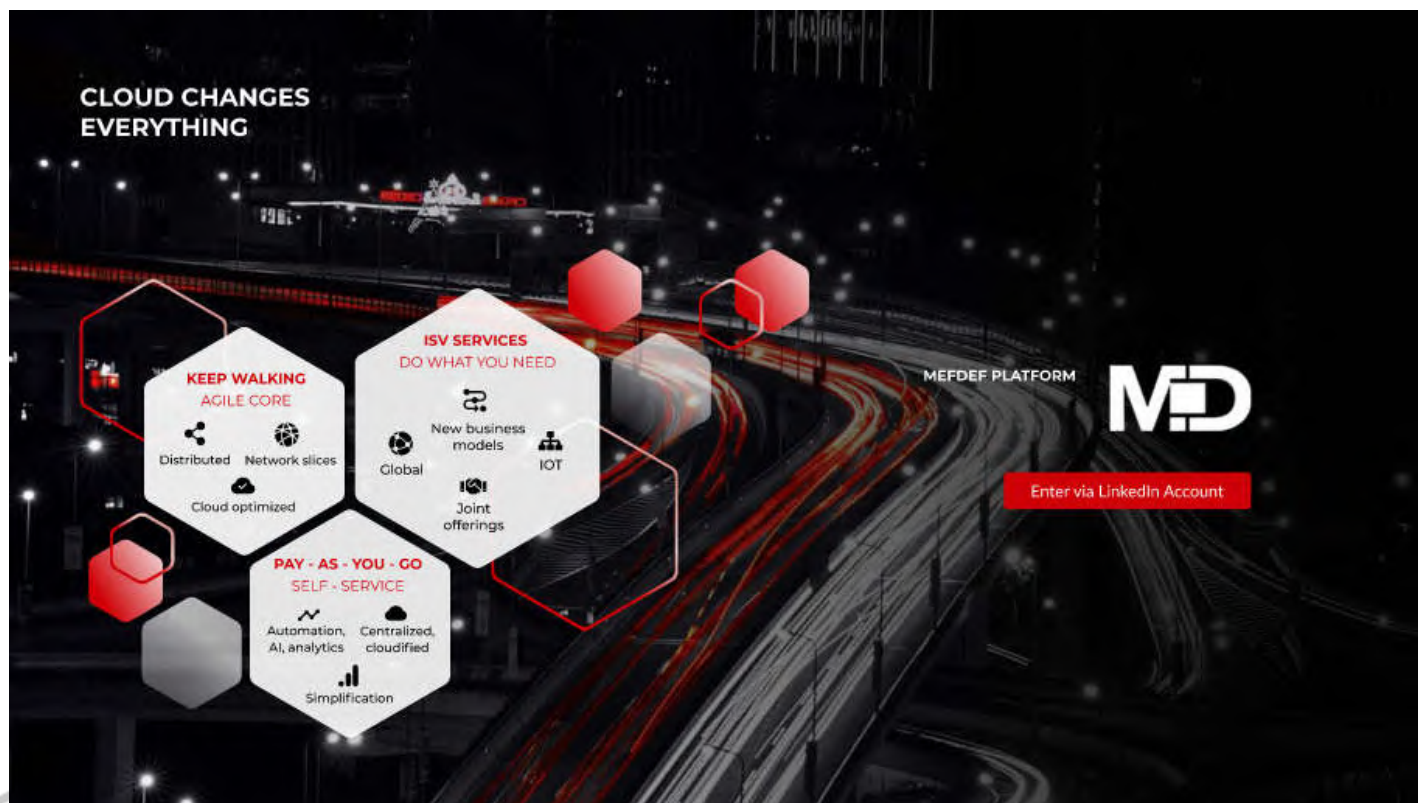 CLOUD CHANGES
EVERYTHING
KEEP WALKING
AGILE CORE
Distributed
Network slices
Cloud optimized
ISV SERVICES
DO WHAT YOU NEED
New business
models
Global
IOT
Joint
offerings
PAY - AS - YOU - GO
SELF - SERVICE
Automation,
AI, analytics
Centralized,
cloudified
Simplification
MEFDEF PLATFORM
MD
Enter via LinkedIn Account